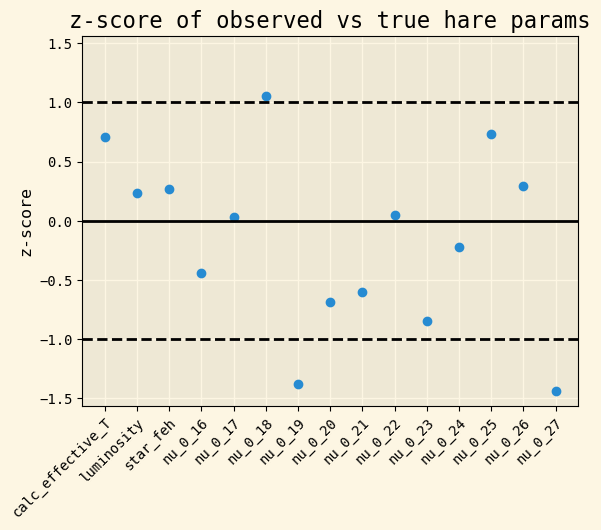 z-score of observed vs true hare params
z-score
1.5
1.0
0.5
0.0
−0.5
−1.0
−1.5
calc_effective_T
luminosity
star_feh
nu_0_16
nu_0_17
nu_0_18
nu_0_19
nu_0_20
nu_0_21
nu_0_22
nu_0_23
nu_0_24
nu_0_25
nu_0_26
nu_0_27